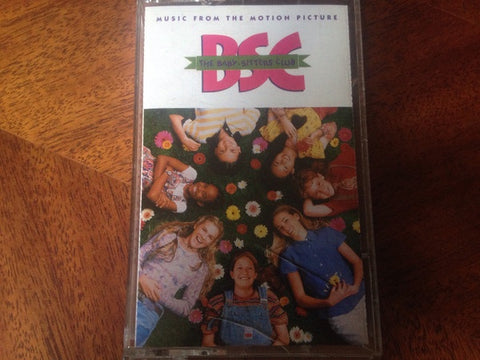 MUSIC FROM THE MOTION PICTURE
BSC
THE BABY-SITTERS CLUB